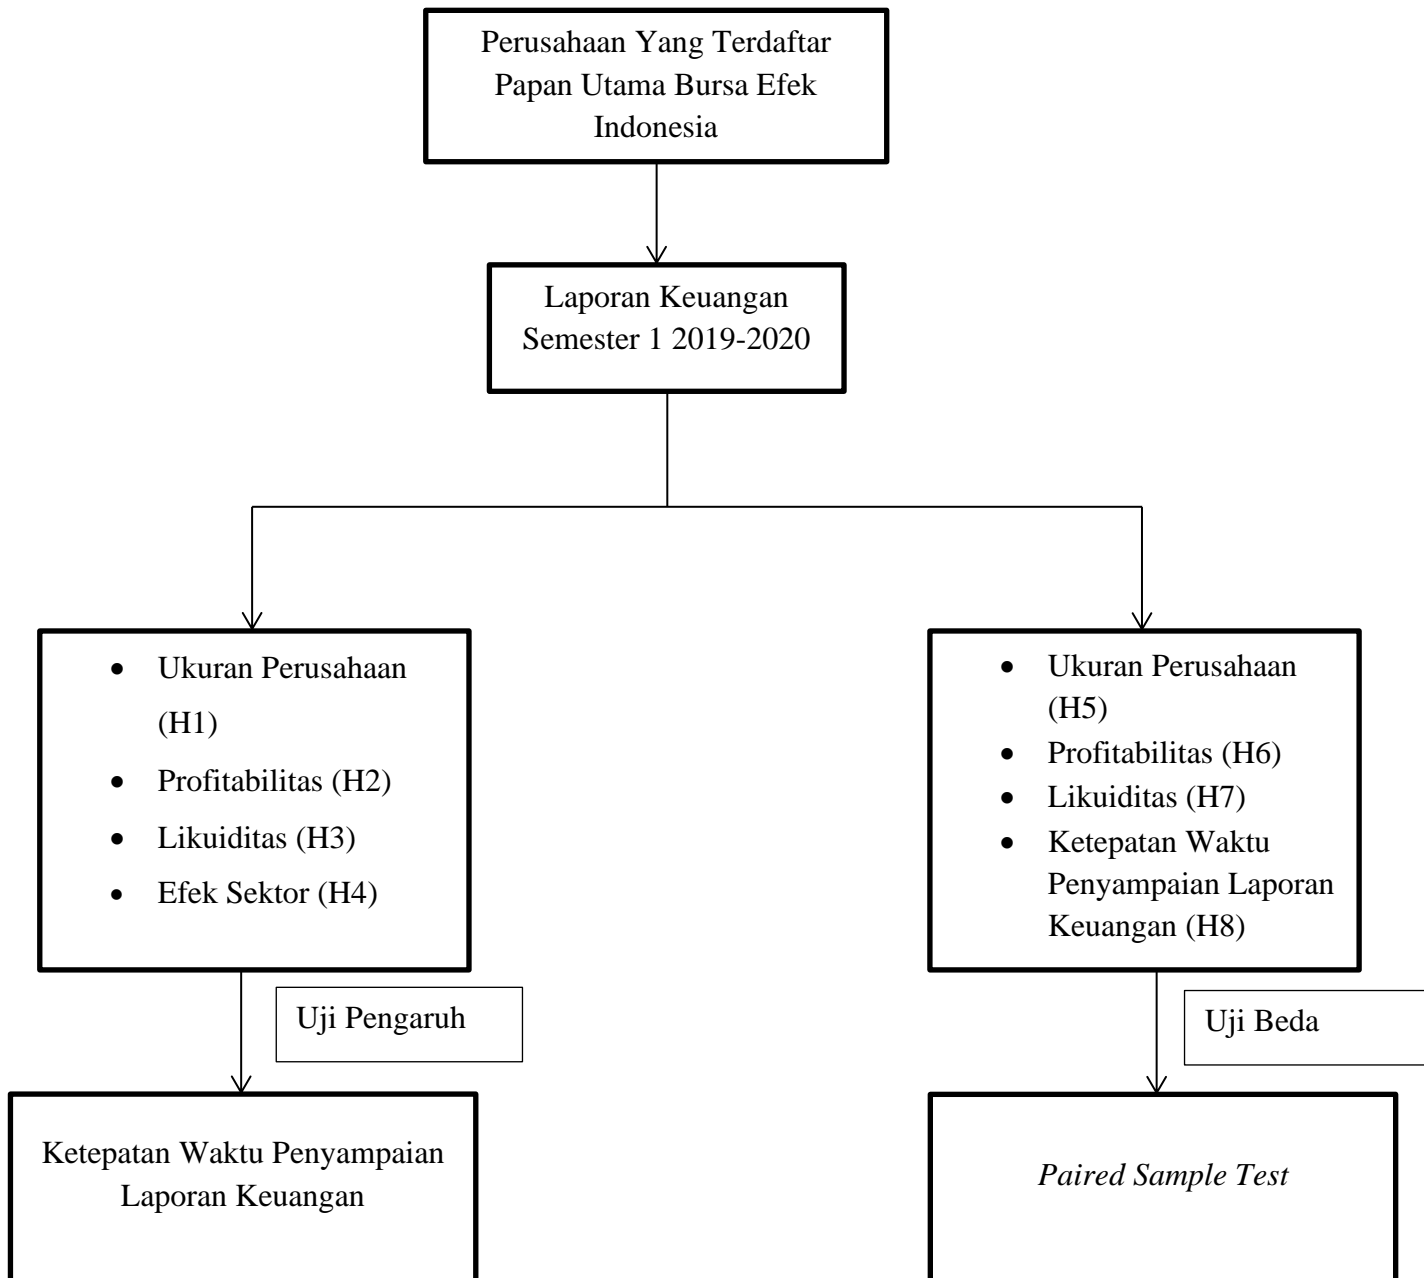 Perusahaan Yang Terdaftar
Papan Utama Bursa Efek
Indonesia
Laporan Keuangan
Semester 1 2019-2020
• Ukuran Perusahaan
(H1)
• Profitabilitas (H2)
• Likuiditas (H3)
• Efek Sektor (H4)
• Ukuran Perusahaan
(H5)
• Profitabilitas (H6)
• Likuiditas (H7)
• Ketepatan Waktu
Penyampaian Laporan
Keuangan (H8)
Uji Pengaruh
Uji Beda
Ketepatan Waktu Penyampaian
Laporan Keuangan
Paired Sample Test